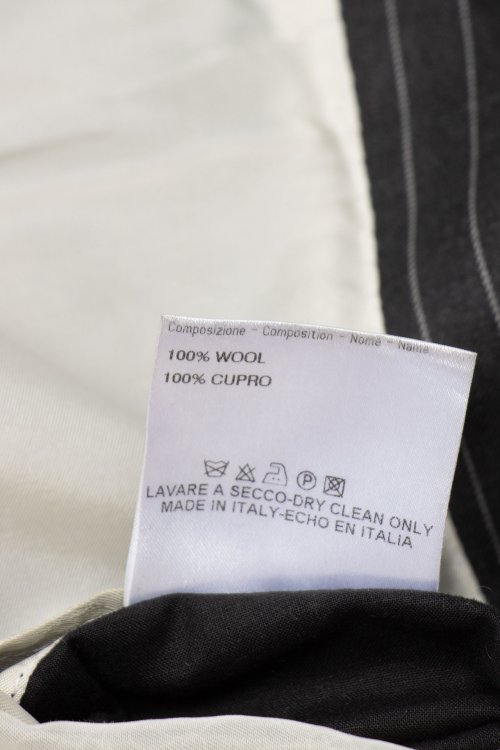 Composizione - Composition - Nome - Name
100% WOOL
100% CUPRO
P
LAVARE A SECCO-DRY CLEAN ONLY
MADE IN ITALY-ECHO EN ITALIA